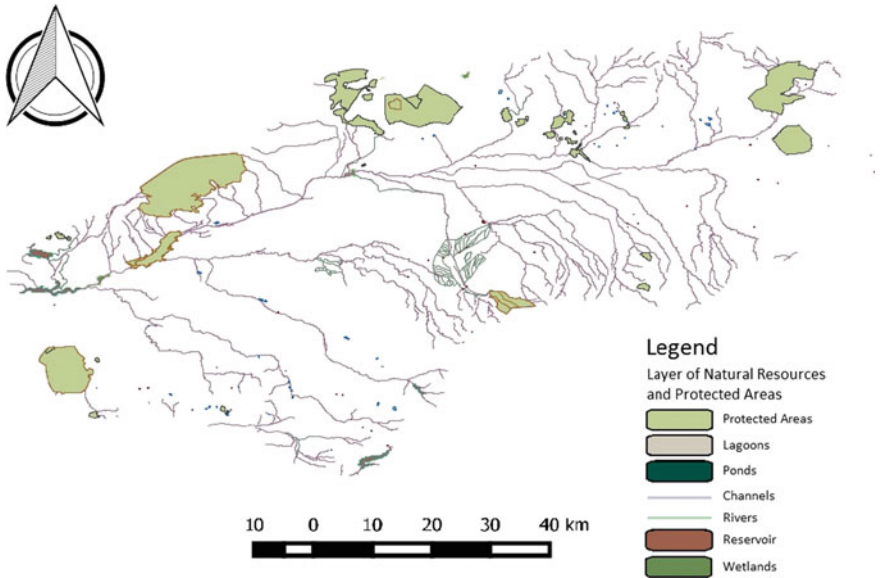 Legend
Layer of Natural Resources
and Protected Areas
Protected Areas
Lagoons
Ponds
Channels
Rivers
Reservoir
Wetlands
10 0 10 20 30 40 km